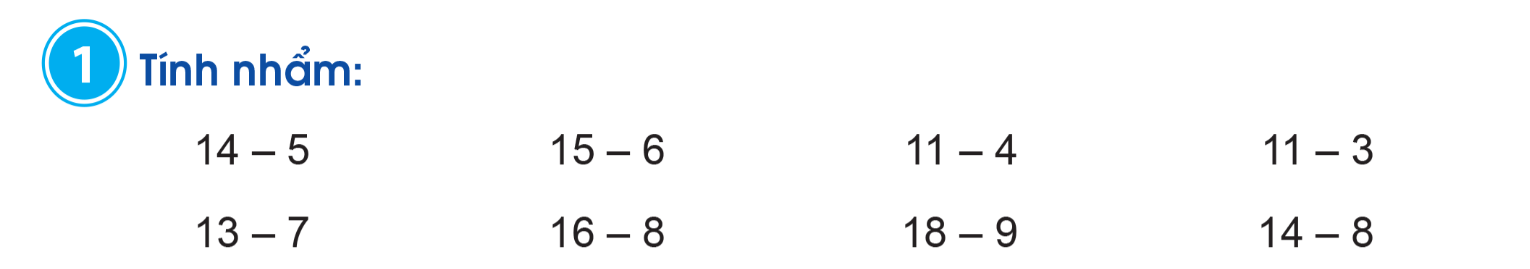 1 Tính nhẩm:
14 – 5 15 – 6 11 – 4 11 – 3
13 – 7 16 – 8 18 – 9 14 – 8